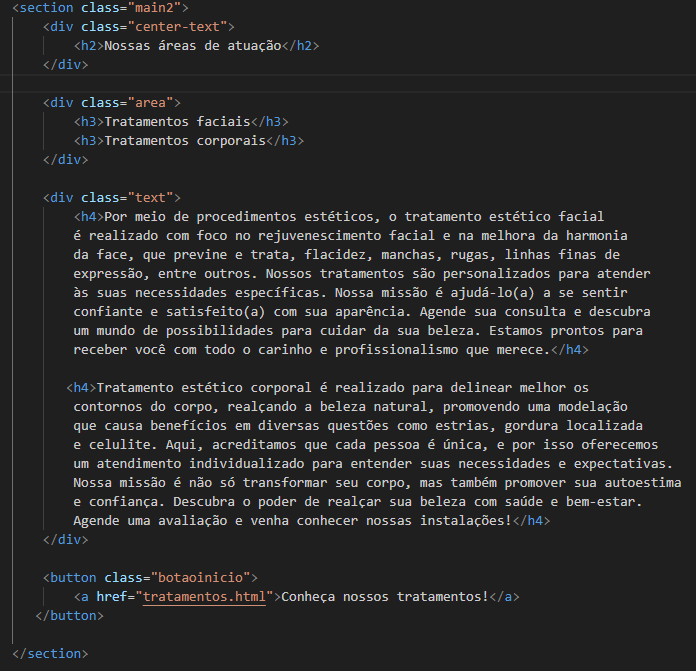 <section class="main2">
<div class="center-text">
<h2>Nossas áreas de atuação</h2>
</div>
<div class="area">
<h3>Tratamentos faciais</h3>
<h3>Tratamentos corporais</h3>
</div>
<div class="text">
<h4>Por meio de procedimentos estéticos, o tratamento estético facial
é realizado com foco no rejuvenescimento facial e na melhora da harmonia
da face, que previne e trata, flacidez, manchas, rugas, linhas finas de
expressão, entre outros. Nossos tratamentos são personalizados para atender
às suas necessidades específicas. Nossa missão é ajudá-lo(a) a se sentir
confiante e satisfeito(a) com sua aparência. Agende sua consulta e descubra
um mundo de possibilidades para cuidar da sua beleza. Estamos prontos para
receber você com todo o carinho e profissionalismo que merece.</h4>
<h4>Tratamento estético corporal é realizado para delinear melhor os
contornos do corpo, realçando a beleza natural, promovendo uma modelação
que causa benefícios em diversas questões como estrias, gordura localizada
e celulite. Aqui, acreditamos que cada pessoa é única, e por isso oferecemos
um atendimento individualizado para entender suas necessidades e expectativas.
Nossa missão é não só transformar seu corpo, mas também promover sua autoestima
e confiança. Descubra o poder de realçar sua beleza com saúde e bem-estar.
Agende uma avaliação e venha conhecer nossas instalações!</h4>
</div>
<button class="botaoinicio">
<a href="tratamentos.html">Conheça nossos tratamentos!</a>
</button>
</section>